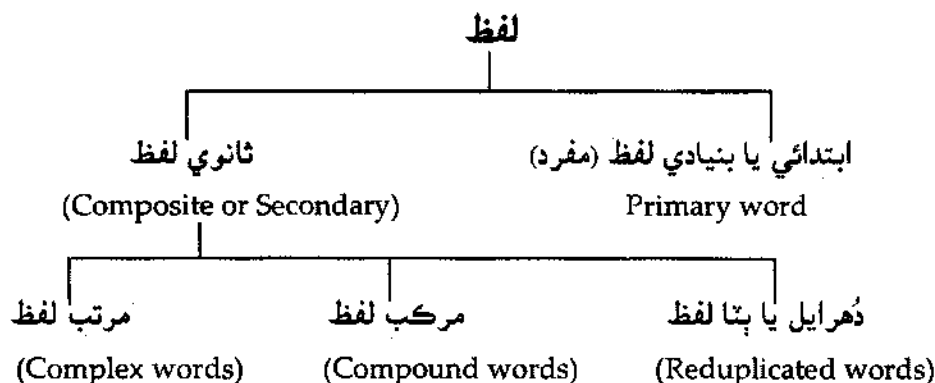 لفظ
ابتدائي يا بنيادي لفظ (مفرد) ثانوي لفظ
Primary word (Composite or Secondary)
دُهرايل يا ٻٽا لفظ مرڪب لفظ مرتب لفظ
(Reduplicated words) (Compound words) (Complex words)